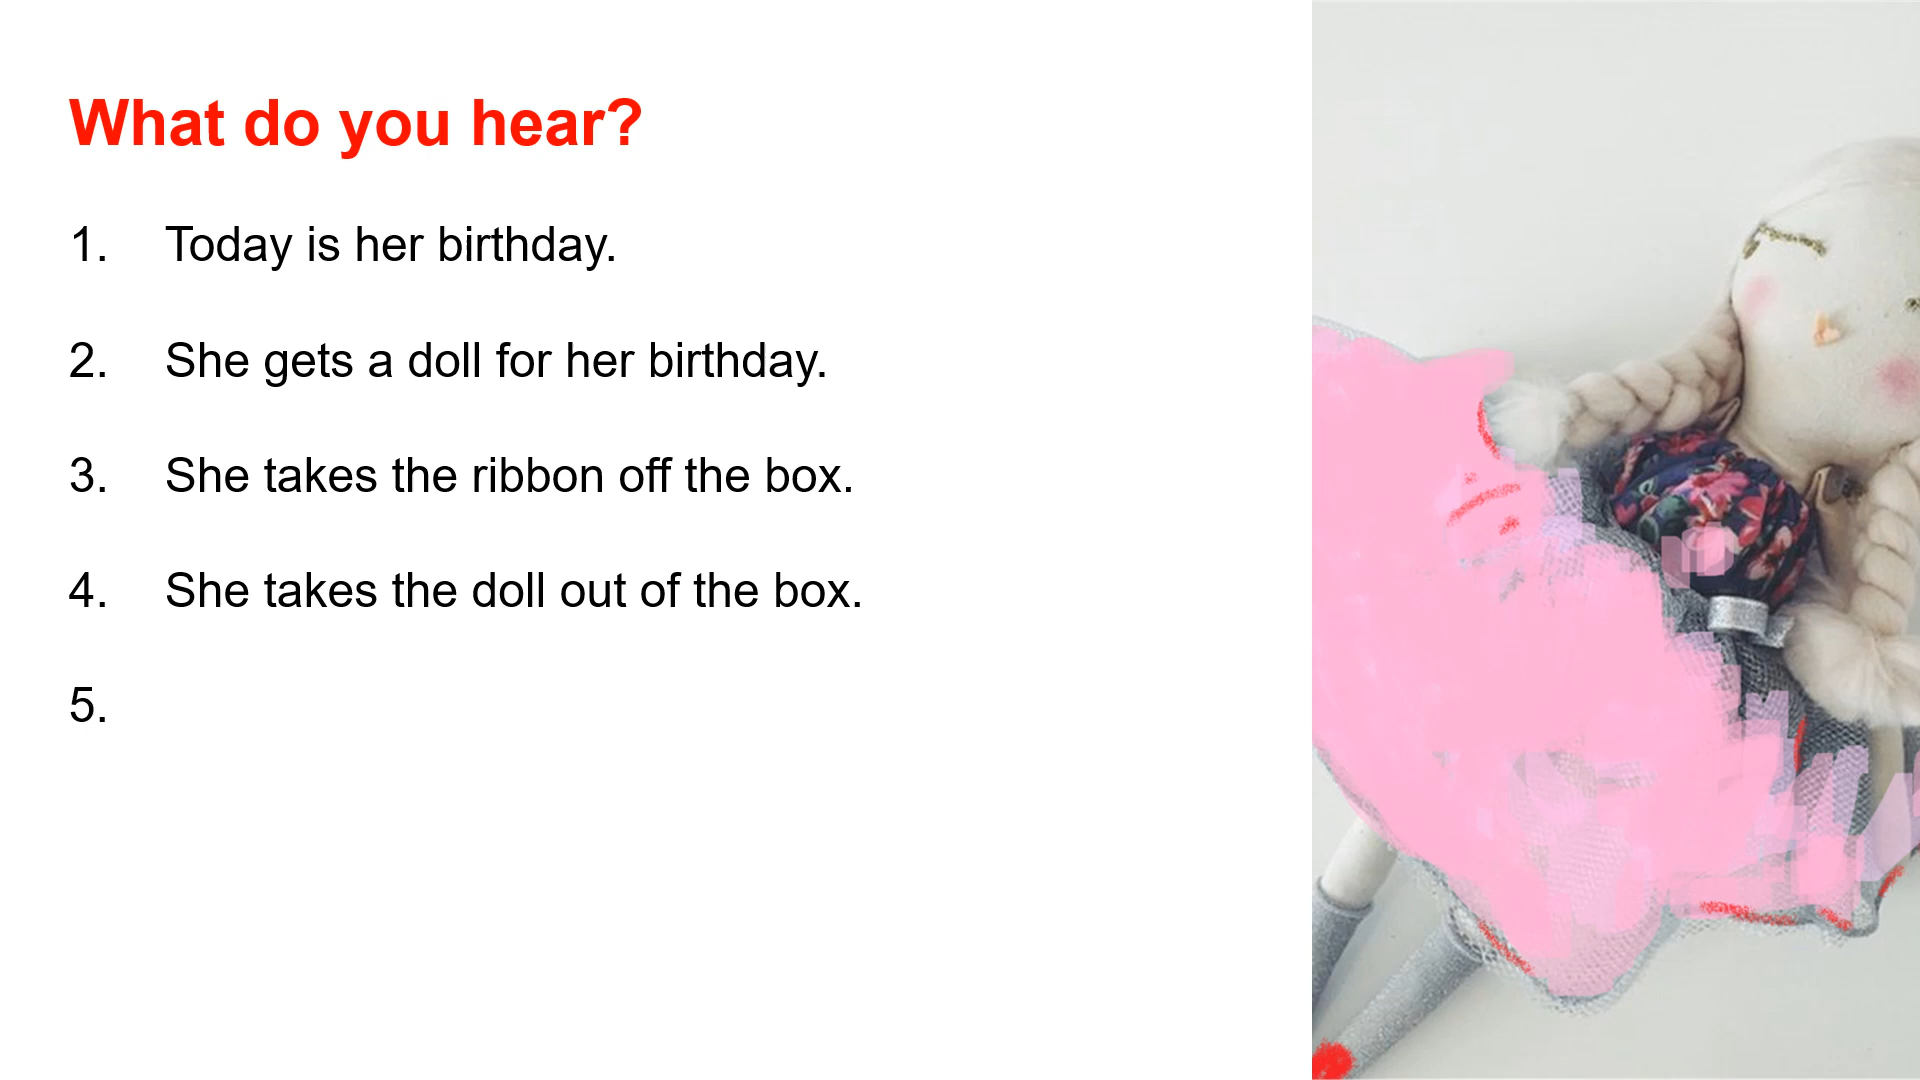 What do you hear?
1. Today is her birthday.
2. She gets a doll for her birthday.
3. She takes the ribbon off the box.
4. She takes the doll out of the box.
5.